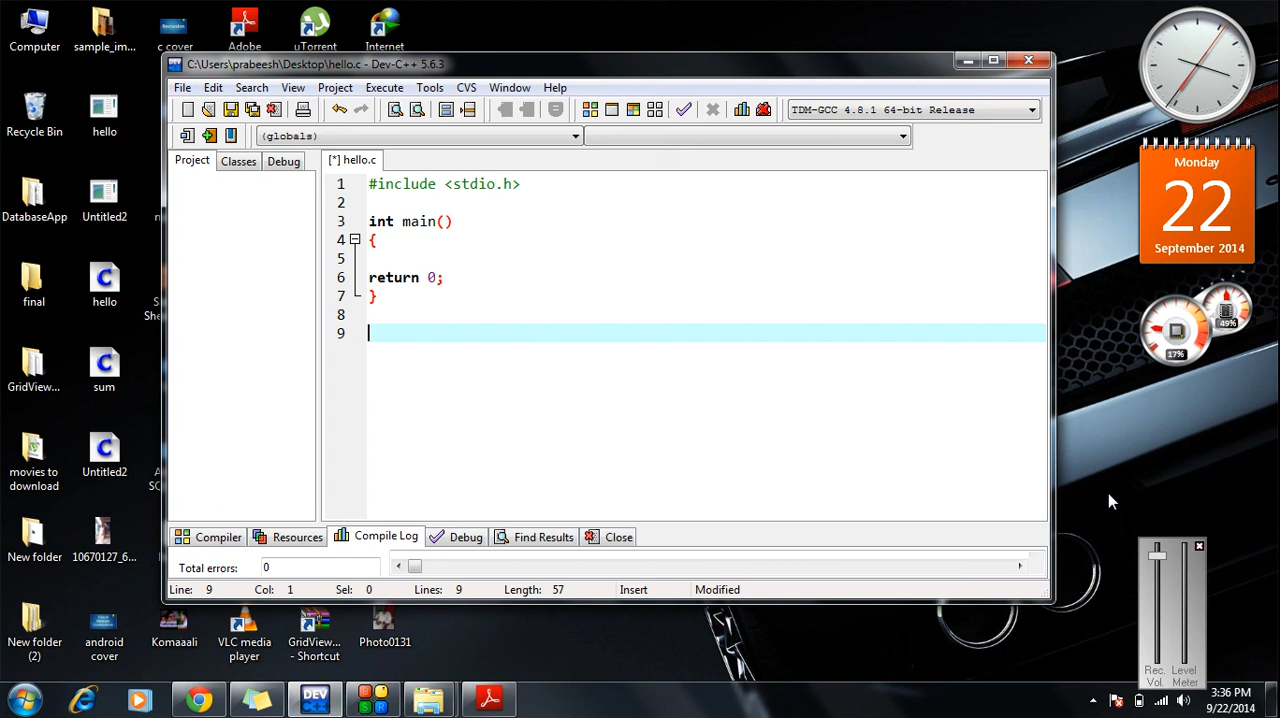 Computer
sample_im...
c cover
Adobe
uTorrent
Internet
Recycle Bin
hello
DatabaseApp
Untitled2
final
hello
GridView...
sum
movies to
download
Untitled2
New folder
10670127_6...
New folder
(2)
android
cover
Komaaali
VLC media
player
GridView...
- Shortcut
Photo0131
C:\Users\prabeesh\Desktop\hello.c - Dev-C++ 5.6.3
File Edit Search View Project Execute Tools CVS Window Help
TDM-GCC 4.8.1 64-bit Release
(globals)
Project Classes Debug
[*] hello.c
1 #include <stdio.h>
2
3 int main()
4 {
5
6 return 0;
7 }
8
9
Compiler Resources Compile Log Debug Find Results Close
Total errors: 0
Line: 9 Col: 1 Sel: 0 Lines: 9 Length: 57 Insert Modified
Monday
22
September 2014
49%
17%
Rec. Level
Vol. Meter
DEV
C++
3:36 PM
9/22/2014